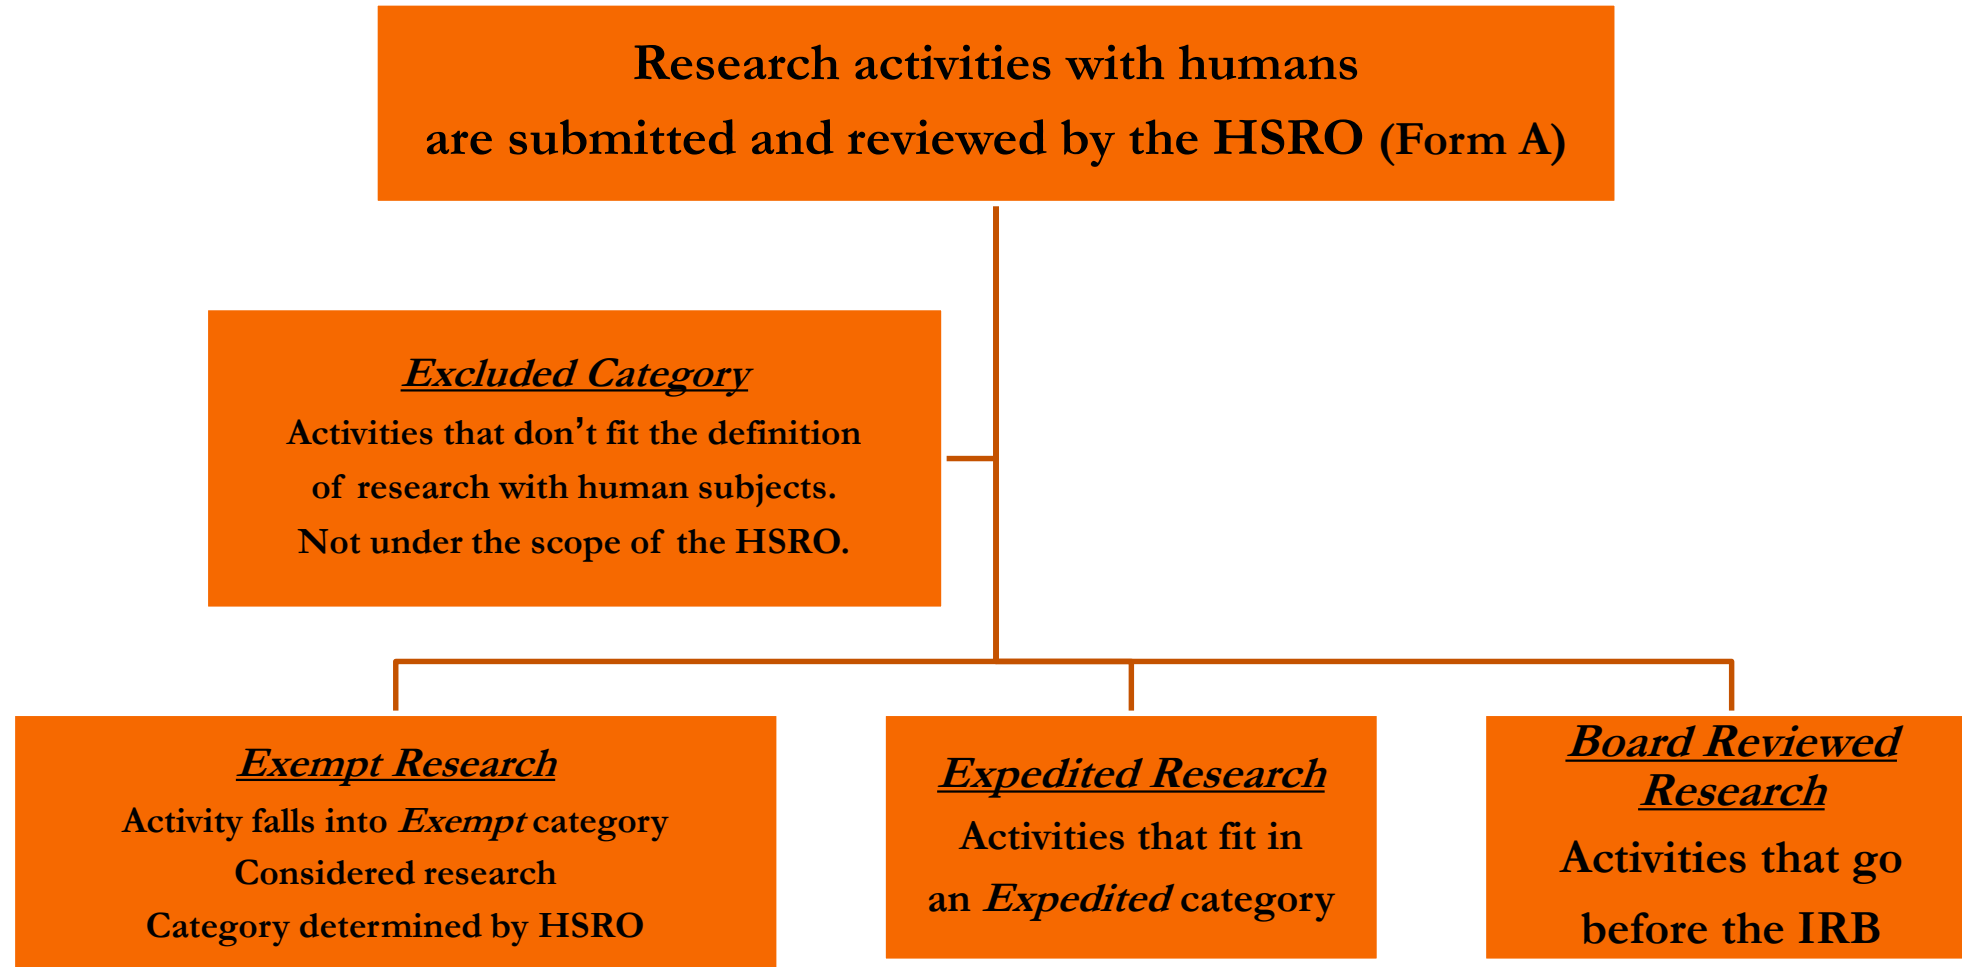 Research activities with humans
are submitted and reviewed by the HSRO (Form A)
Excluded Category
Activities that don’t fit the definition
of research with human subjects.
Not under the scope of the HSRO.
Exempt Research
Activity falls into Exempt category
Considered research
Category determined by HSRO
Expedited Research
Activities that fit in
an Expedited category
Board Reviewed
Research
Activities that go
before the IRB